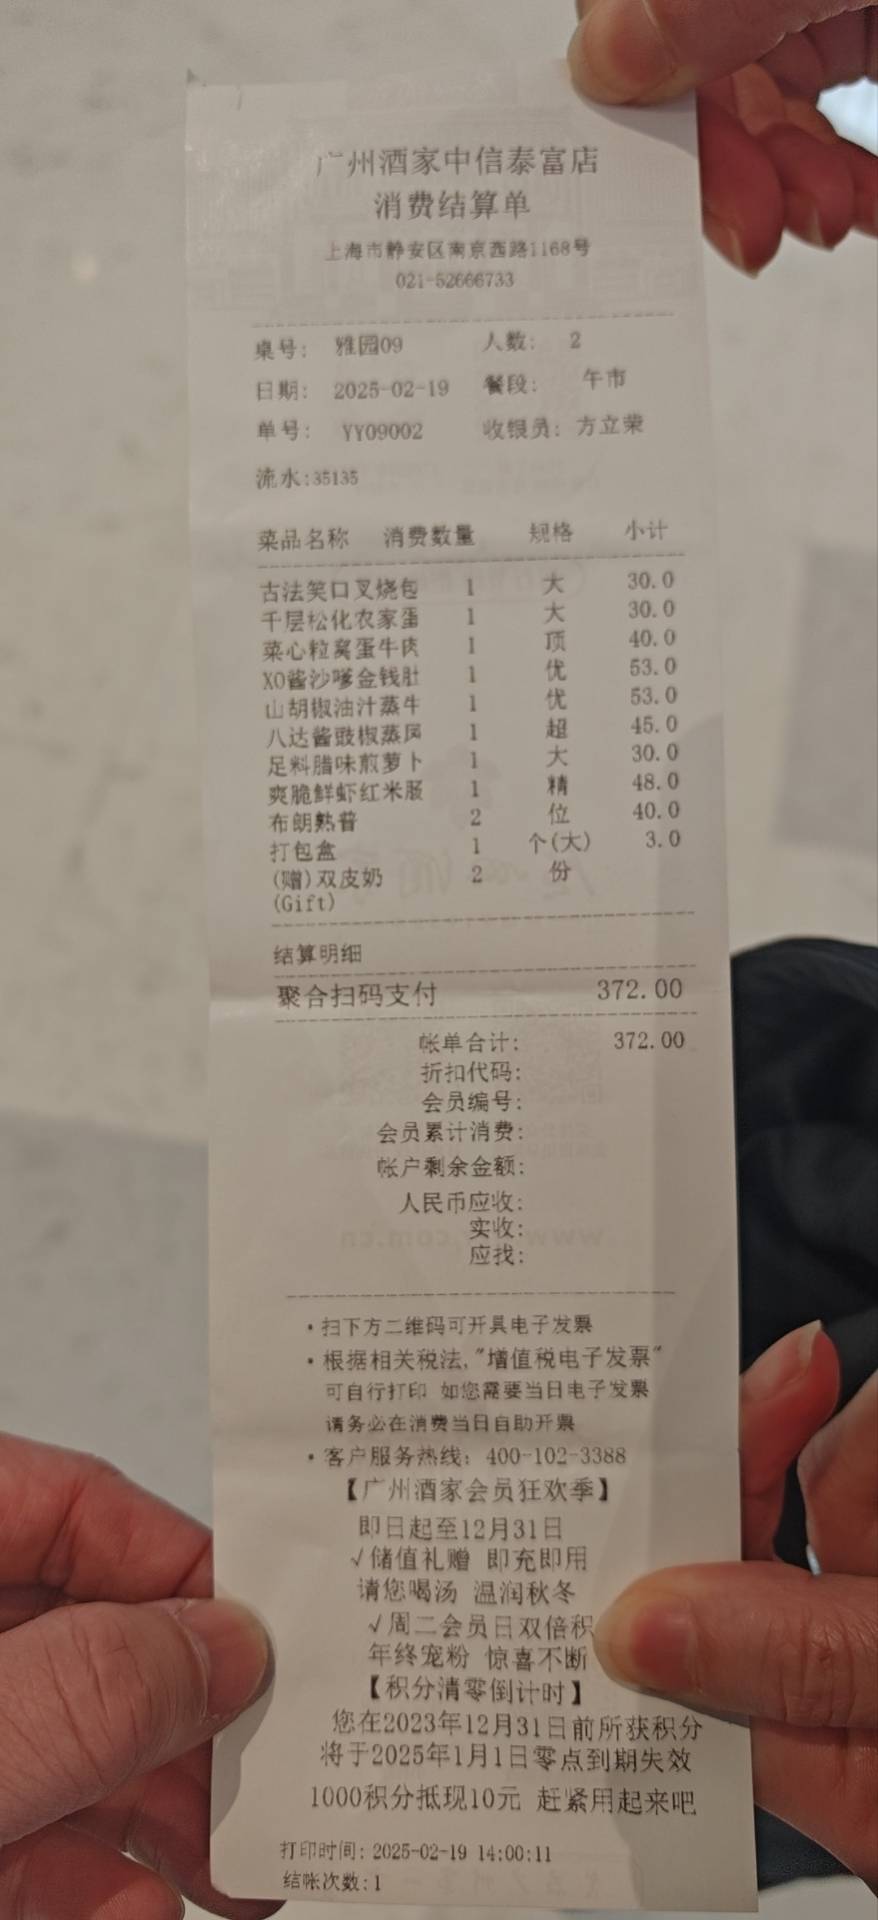 广州酒家中信泰富店
消费结算单
上海市静安区南京西路1168号
021-52666733
桌号: 雅园09 人数: 2
日期: 2025-02-19 餐段: 午市
单号: YY09002 收银员: 方立荣
流水:35135
菜品名称 消费数量 规格 小计
古法笑口叉烧包 1 大 30.0
千层松化农家蛋 1 大 30.0
菜心粒窝蛋牛肉 1 顶 40.0
XO酱沙嗲金钱肚 1 优 53.0
山胡椒油汁蒸牛 1 优 53.0
八达酱豉椒蒸凤 1 超 45.0
足料腊味煎萝卜 1 大 30.0
爽脆鲜虾红米肠 1 精 48.0
布朗熟普 2 位 40.0
打包盒 1 个(大) 3.0
(赠)双皮奶 2 份
(Gift)
结算明细
聚合扫码支付 372.00
帐单合计: 372.00
折扣代码:
会员编号:
会员累计消费:
帐户剩余金额:
人民币应收:
实收:
应找:
·扫下方二维码可开具电子发票
·根据相关税法,"增值税电子发票"
可自行打印 如您需要当日电子发票
请务必在消费当日自助开票
·客户服务热线: 400-102-3388
【广州酒家会员狂欢季】
即日起至12月31日
√储值礼赠 即充即用
请您喝汤 温润秋冬
√周二会员日双倍积
年终宠粉 惊喜不断
【积分清零倒计时】
您在2023年12月31日前所获积分
将于2025年1月1日零点到期失效
1000积分抵现10元 赶紧用起来吧
打印时间: 2025-02-19 14:00:11
结帐次数:1